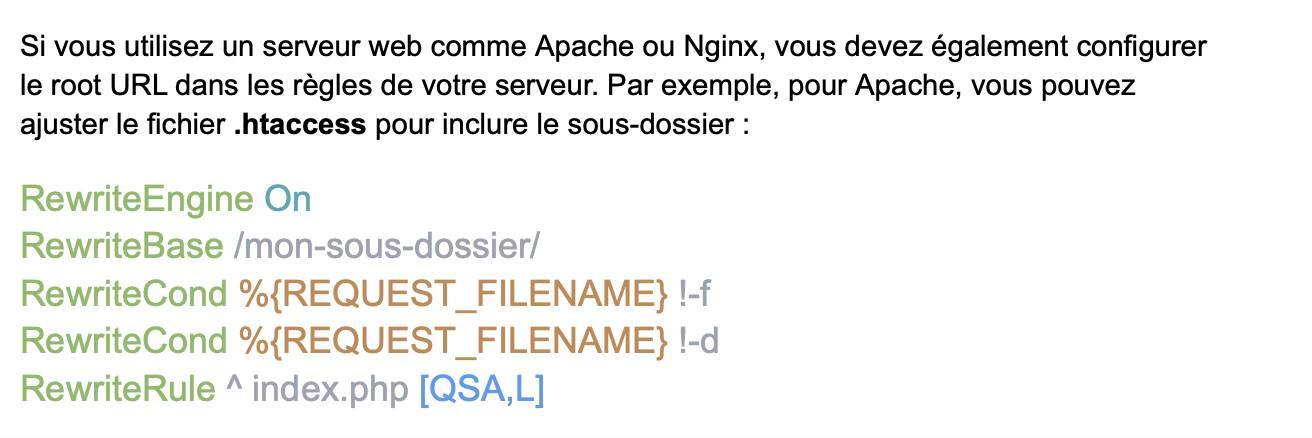 Si vous utilisez un serveur web comme Apache ou Nginx, vous devez également configurer
le root URL dans les règles de votre serveur. Par exemple, pour Apache, vous pouvez
ajuster le fichier .htaccess pour inclure le sous-dossier :
RewriteEngine On
RewriteBase /mon-sous-dossier/
RewriteCond %{REQUEST_FILENAME} !-f
RewriteCond %{REQUEST_FILENAME} !-d
RewriteRule ^ index.php [QSA,L]